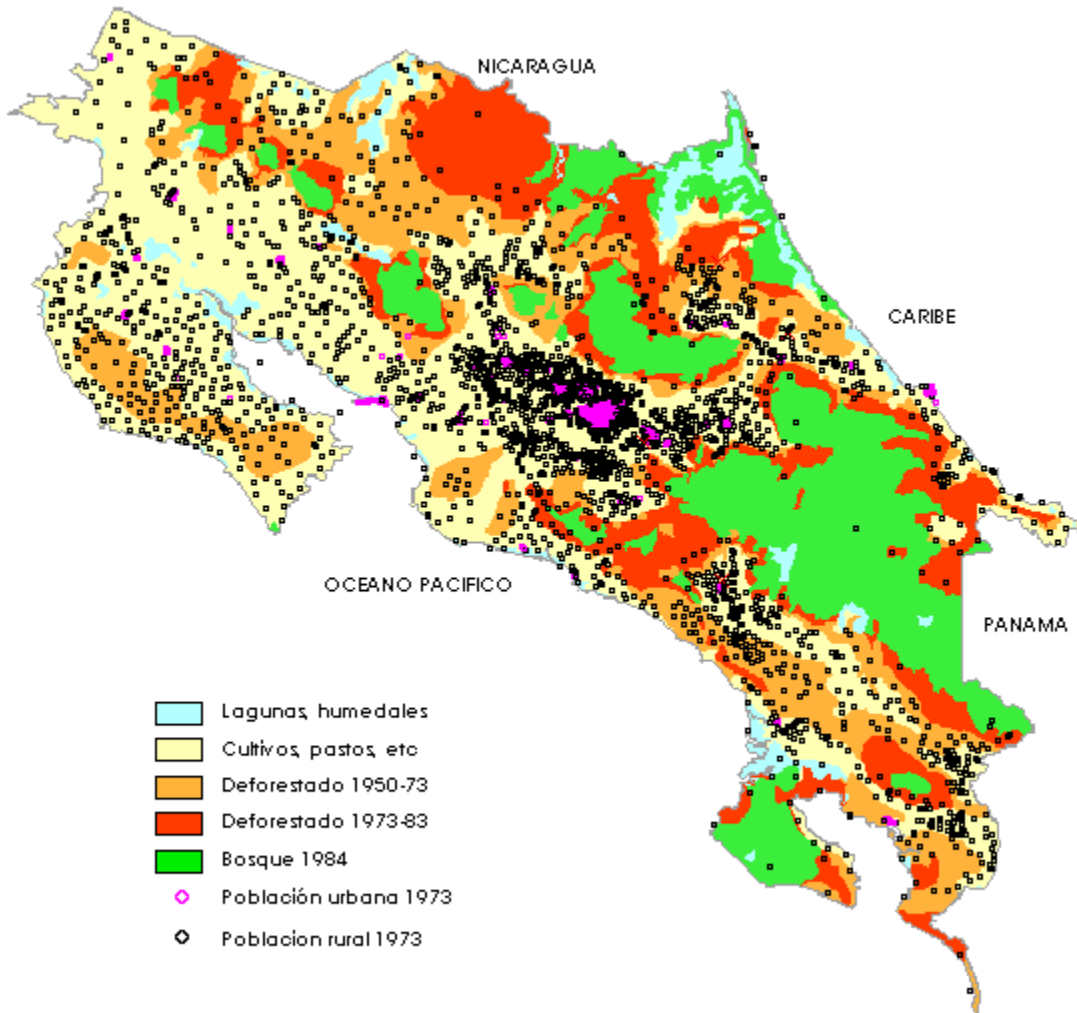 NICARAGUA
CARIBE
OCEANO PACIFICO
PANAMA
Lagunas, humedales
Cultivos, pastos, etc
Deforestado 1950-73
Deforestado 1973-83
Bosque 1984
Población urbana 1973
Poblacion rural 1973